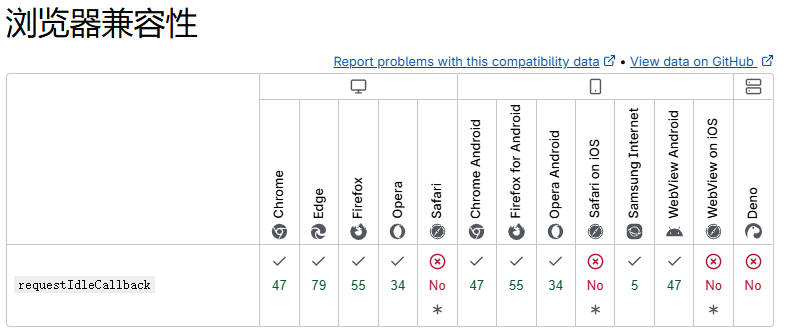 浏览器兼容性
Report problems with this compatibility data • View data on GitHub
Chrome
Edge
Firefox
Opera
Safari
Chrome Android
Firefox for Android
Opera Android
Safari on iOS
Samsung Internet
WebView Android
WebView on iOS
Deno
requestIdleCallback 47 79 55 34 No 47 55 34 No 5 47 No No
* * *